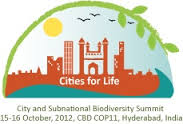 Cities for Life
City and Subnational Biodiversity Summit
15-16 October, 2012, CBD COP11, Hyderabad, India